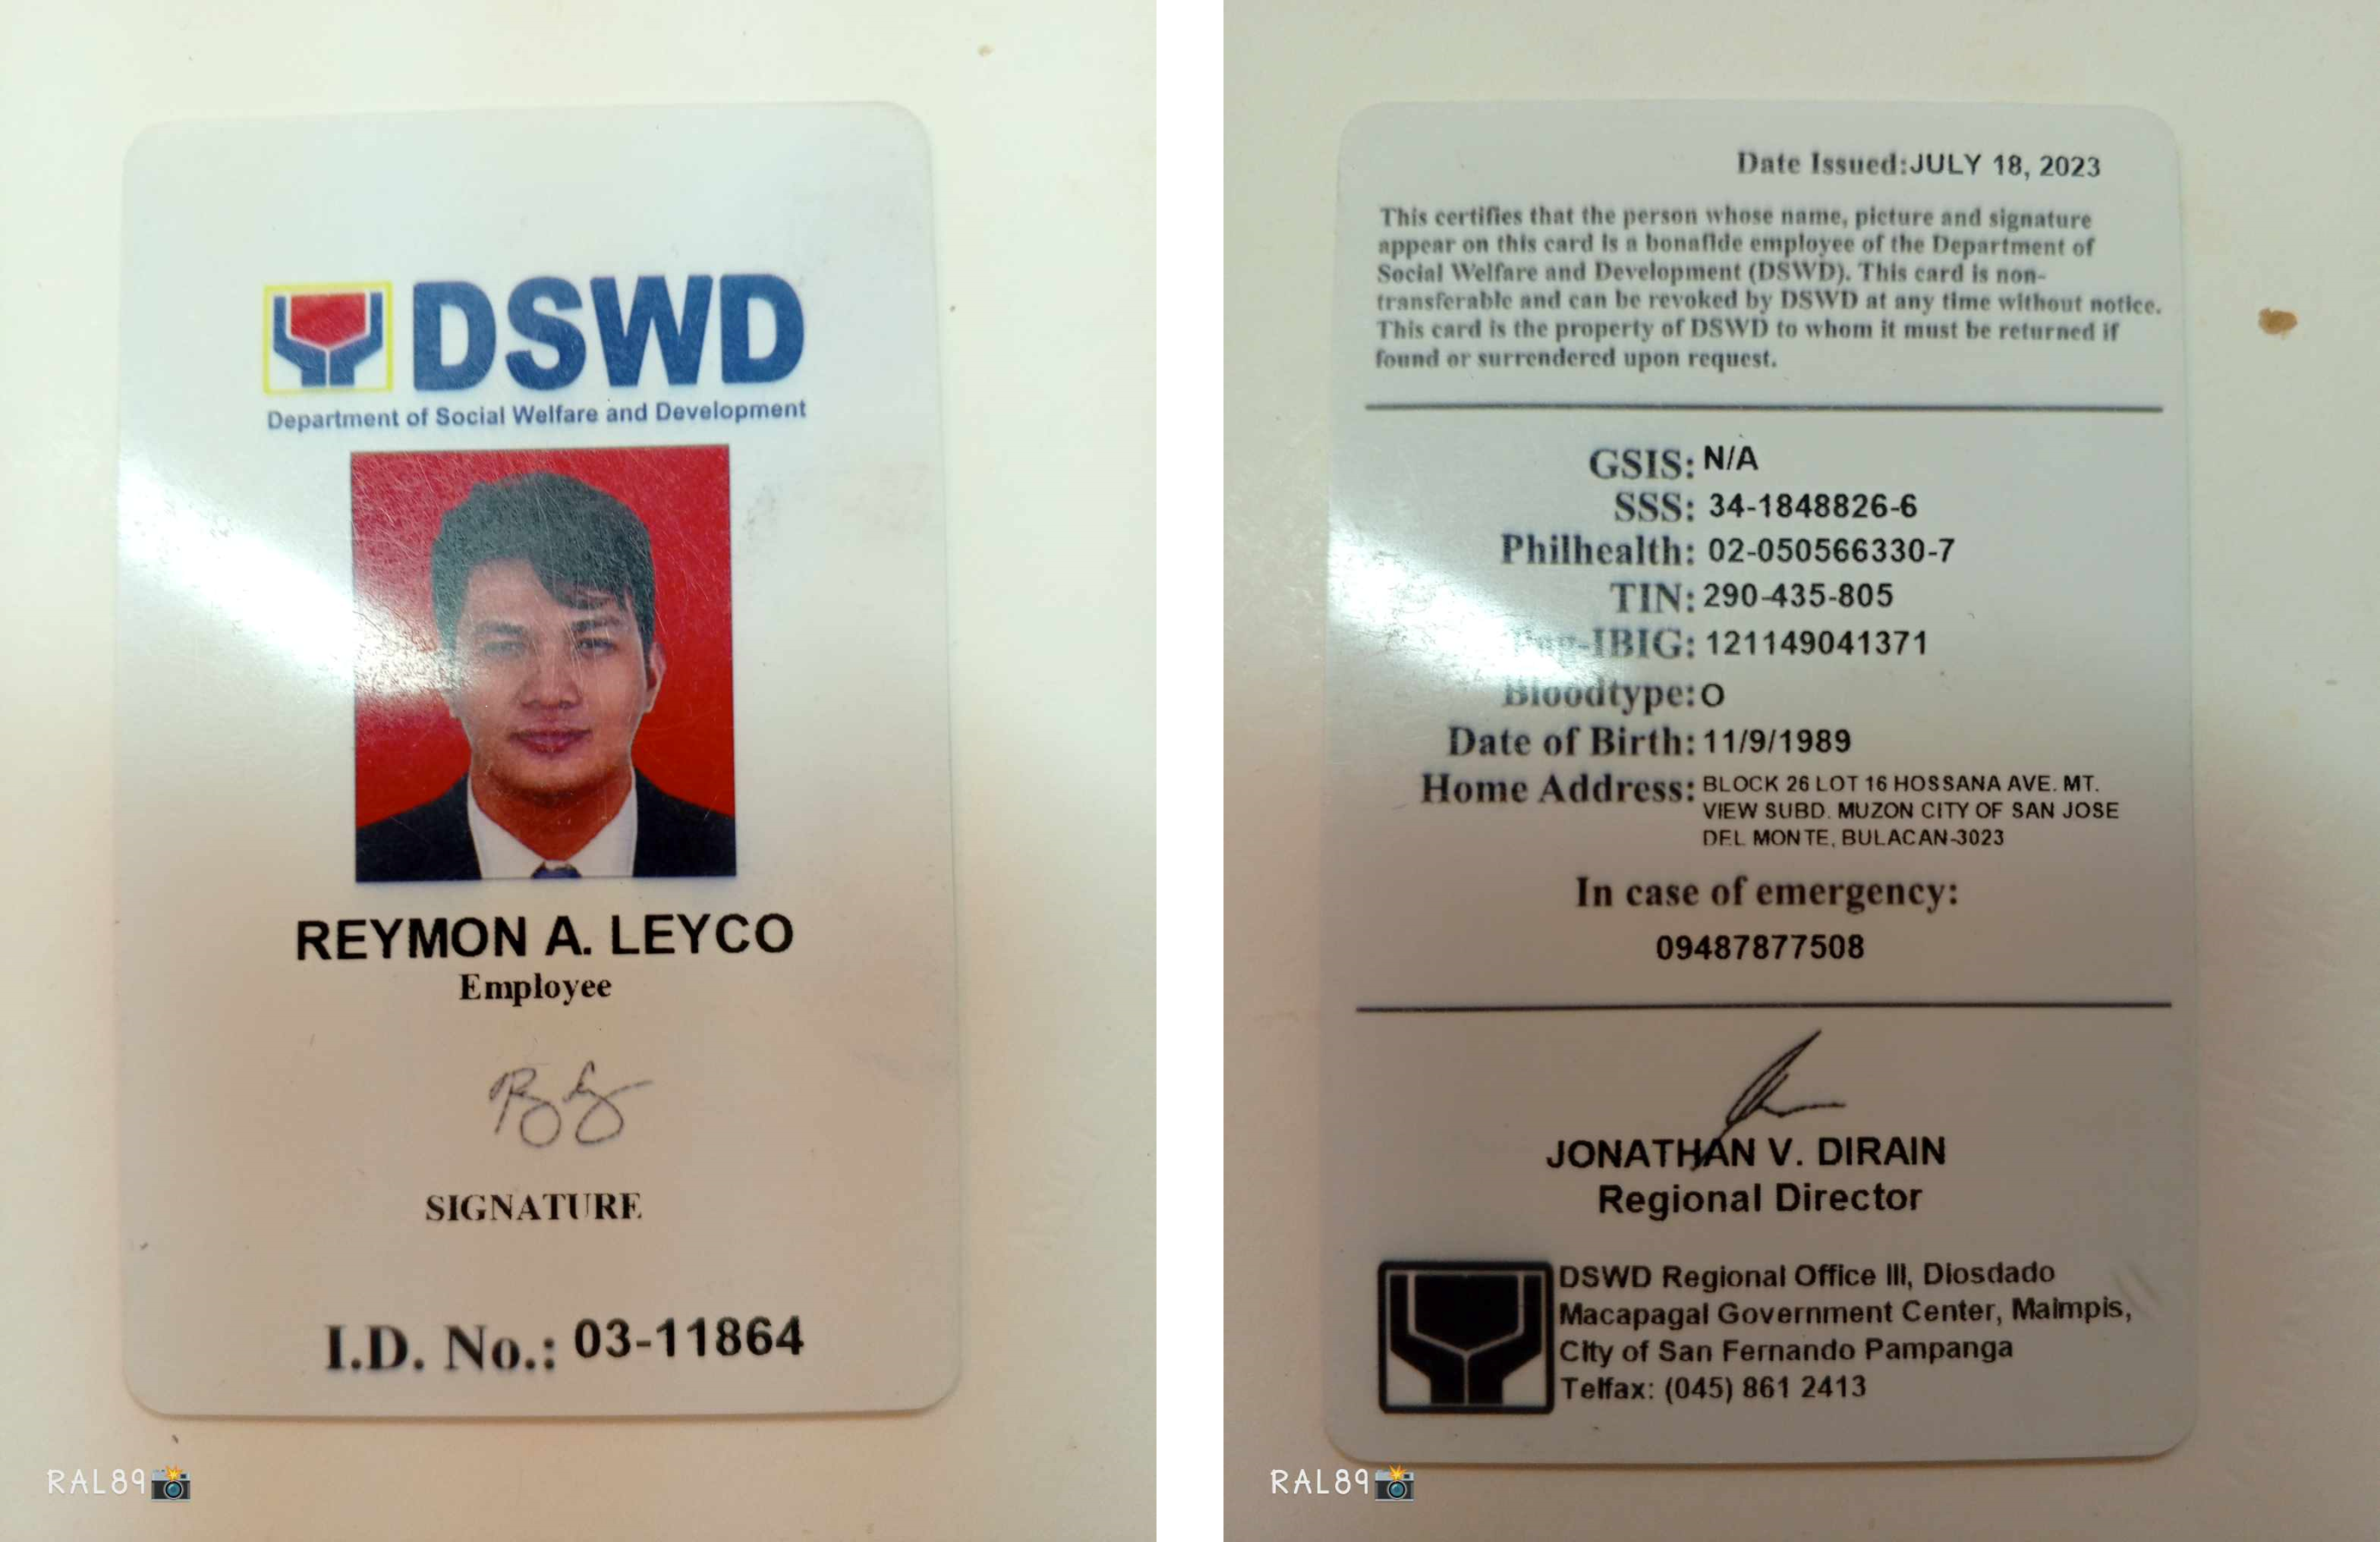 DSWD
Department of Social Welfare and Development
REYMON A. LEYCO
Employee
SIGNATURE
I.D. No.: 03-11864
RAL89
Date Issued:JULY 18, 2023
This certifies that the person whose name, picture and signature
appear on this card is a bonafide employee of the Department of
Social Welfare and Development (DSWD). This card is non-
transferable and can be revoked by DSWD at any time without notice.
This card is the property of DSWD to whom it must be returned if
found or surrendered upon request.
GSIS: N/A
SSS: 34-1848826-6
Philhealth: 02-050566330-7
TIN: 290-435-805
Pag-IBIG: 121149041371
Bloodtype: O
Date of Birth: 11/9/1989
Home Address: BLOCK 26 LOT 16 HOSSANA AVE. MT.
VIEW SUBD. MUZON CITY OF SAN JOSE
DEL MONTE, BULACAN-3023
In case of emergency:
09487877508
JONATHAN V. DIRAIN
Regional Director
DSWD Regional Office III, Diosdado
Macapagal Government Center, Maimpis,
City of San Fernando Pampanga
Telfax: (045) 861 2413
RAL89